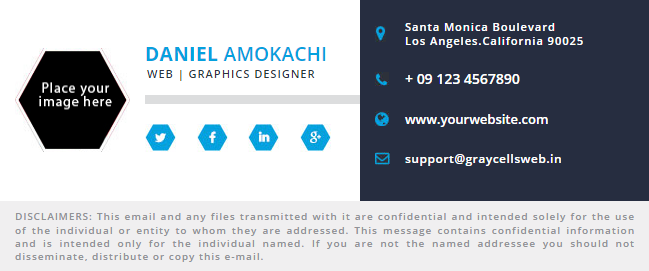 Place your
image here
DANIEL AMOKACHI
WEB | GRAPHICS DESIGNER
Santa Monica Boulevard
Los Angeles.California 90025
+ 09 123 4567890
www.yourwebsite.com
support@graycellsweb.in
DISCLAIMERS: This email and any files transmitted with it are confidential and intended solely for the use
of the individual or entity to whom they are addressed. This message contains confidential information
and is intended only for the individual named. If you are not the named addressee you should not
disseminate, distribute or copy this e-mail.